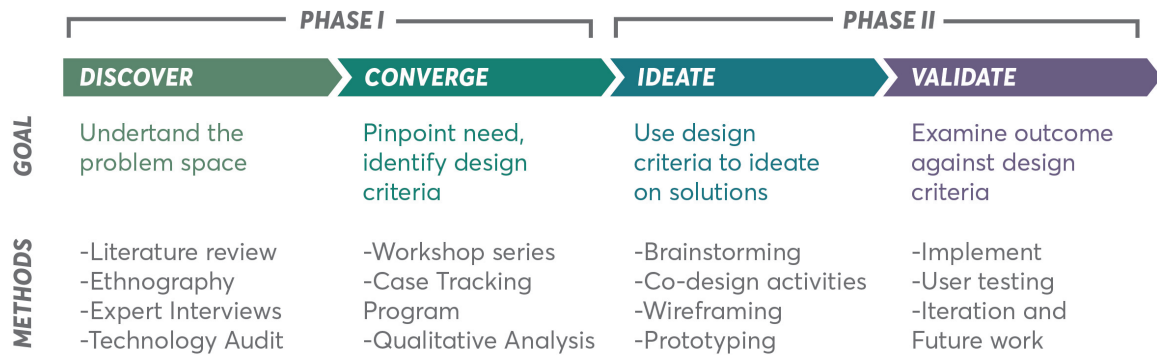 PHASE I
PHASE II
DISCOVER
CONVERGE
IDEATE
VALIDATE
GOAL
Undertand the
problem space
Pinpoint need,
identify design
criteria
Use design
criteria to ideate
on solutions
Examine outcome
against design
criteria
METHODS
-Literature review
-Ethnography
-Expert Interviews
-Technology Audit
-Workshop series
-Case Tracking
Program
-Qualitative Analysis
-Brainstorming
-Co-design activities
-Wireframing
-Prototyping
-Implement
-User testing
-Iteration and
Future work